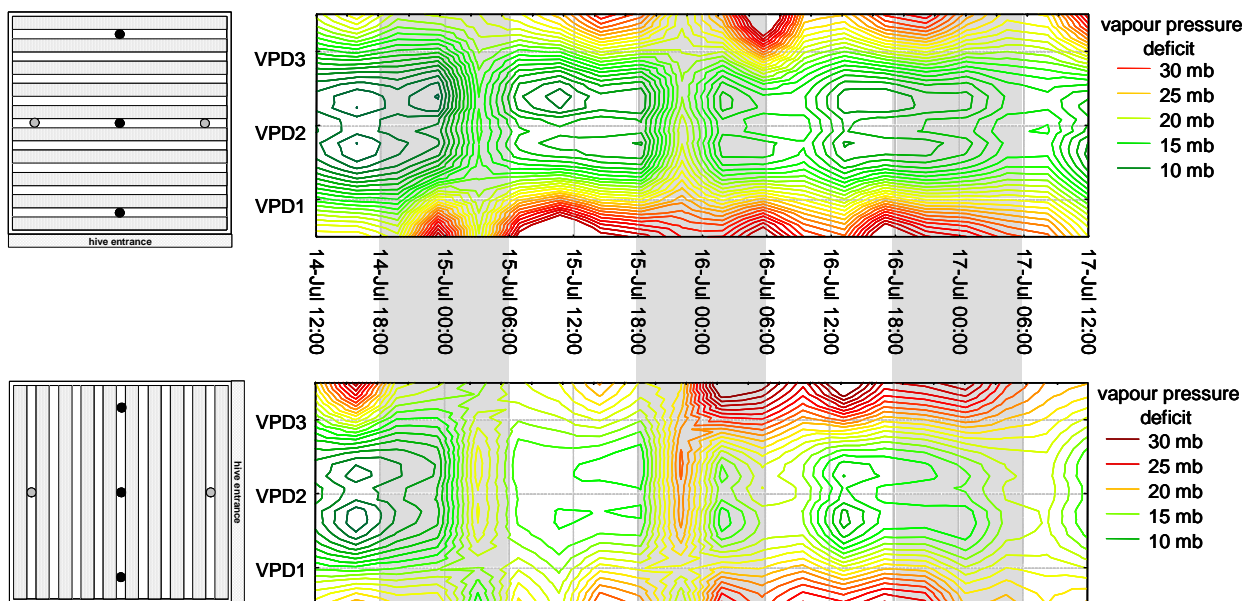 vapour pressure
deficit
30 mb
25 mb
20 mb
15 mb
10 mb
VPD3
VPD2
VPD1
hive entrance
14-Jul 12:00
14-Jul 18:00
15-Jul 00:00
15-Jul 06:00
15-Jul 12:00
15-Jul 18:00
16-Jul 00:00
16-Jul 06:00
16-Jul 12:00
16-Jul 18:00
17-Jul 00:00
17-Jul 06:00
17-Jul 12:00
vapour pressure
deficit
30 mb
25 mb
20 mb
15 mb
10 mb
VPD3
VPD2
VPD1
hive entrance